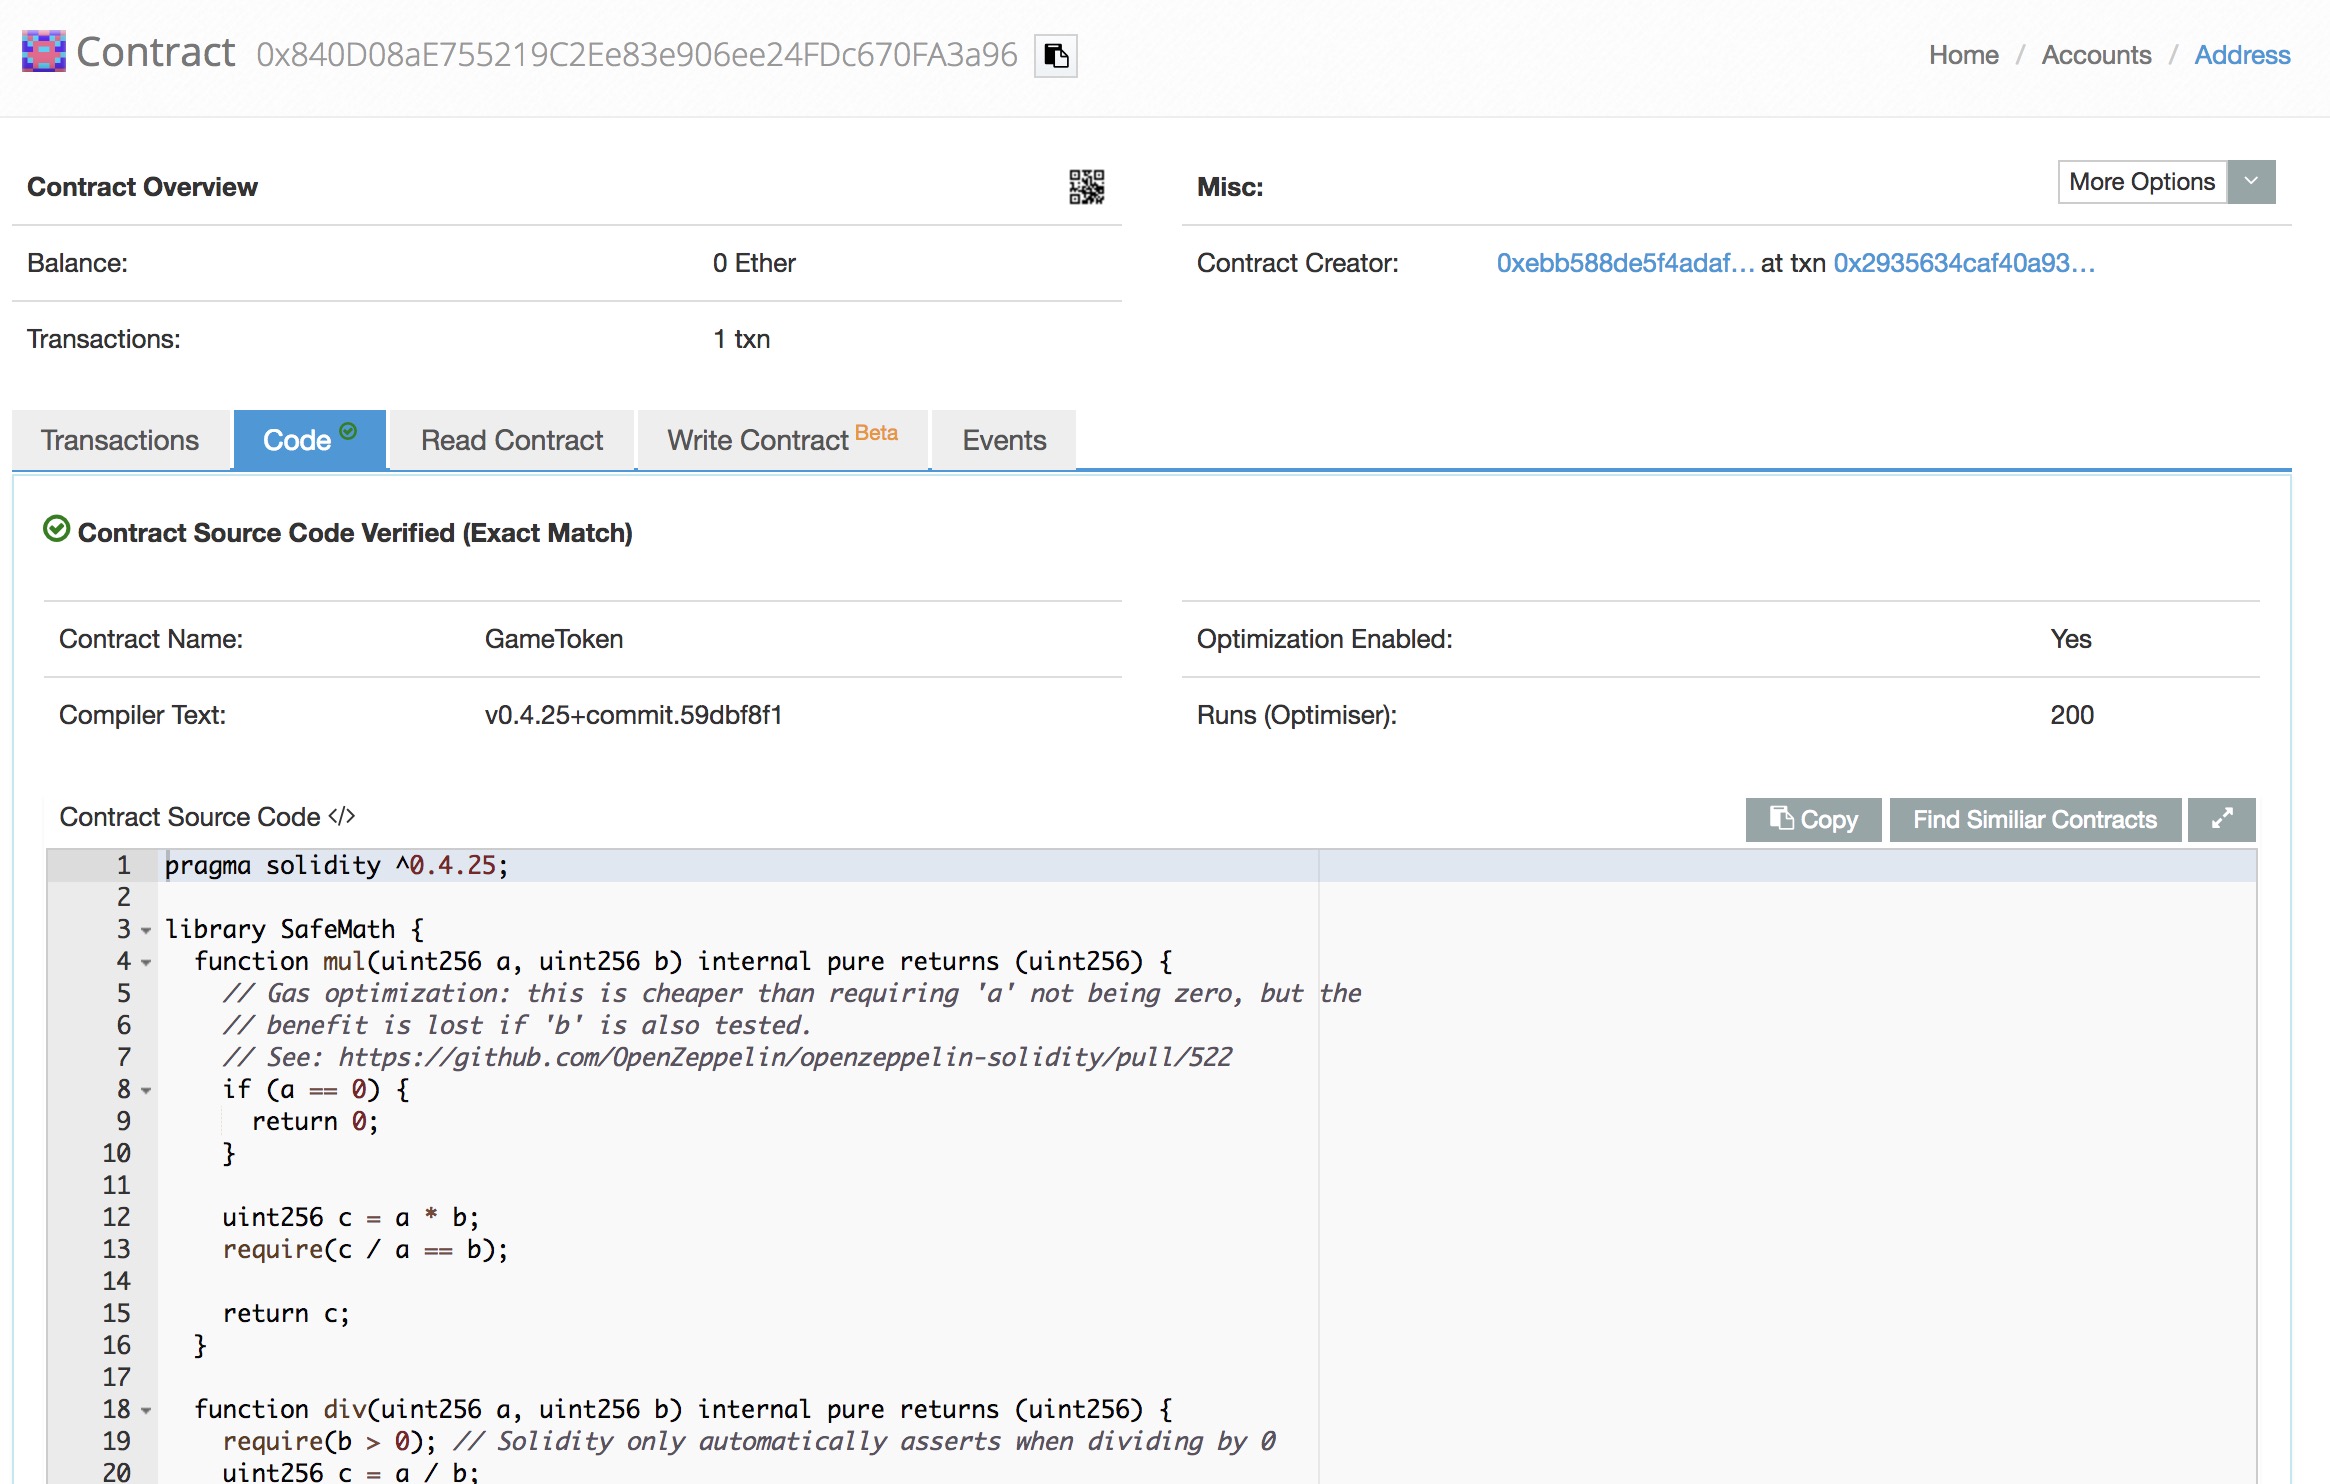 Contract 0x840D08aE755219C2Ee83e906ee24FDc670FA3a96
Home / Accounts / Address
Contract Overview
Misc:
More Options
Balance: 0 Ether
Contract Creator: 0xebb588de5f4adaf... at txn 0x2935634caf40a93...
Transactions: 1 txn
Transactions
Code
Read Contract
Write Contract Beta
Events
Contract Source Code Verified (Exact Match)
Contract Name: GameToken
Optimization Enabled: Yes
Compiler Text: v0.4.25+commit.59dbf8f1
Runs (Optimiser): 200
Contract Source Code </>
Copy
Find Similiar Contracts
1 pragma solidity ^0.4.25;
2
3 library SafeMath {
4 function mul(uint256 a, uint256 b) internal pure returns (uint256) {
5 // Gas optimization: this is cheaper than requiring 'a' not being zero, but the
6 // benefit is lost if 'b' is also tested.
7 // See: https://github.com/OpenZeppelin/openzeppelin-solidity/pull/522
8 if (a == 0) {
9 return 0;
10 }
11
12 uint256 c = a * b;
13 require(c / a == b);
14
15 return c;
16 }
17
18 function div(uint256 a, uint256 b) internal pure returns (uint256) {
19 require(b > 0); // Solidity only automatically asserts when dividing by 0
20 uint256 c = a / b;